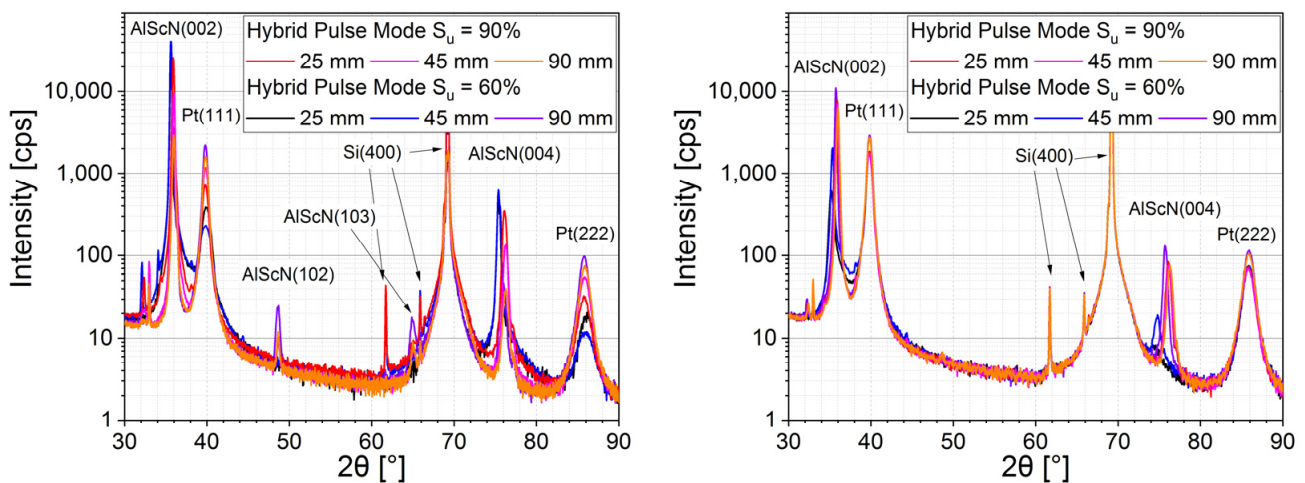 AlScN(002)
Hybrid Pulse Mode Su = 90%
25 mm 45 mm 90 mm
Hybrid Pulse Mode Su = 60%
25 mm 45 mm 90 mm
Pt(111)
Si(400)
AlScN(004)
AlScN(103)
AlScN(102)
Pt(222)
Intensity [cps]
10,000
1,000
100
10
1
30 40 50 60 70 80 90
2θ [°]
Hybrid Pulse Mode Su = 90%
25 mm 45 mm 90 mm
Hybrid Pulse Mode Su = 60%
25 mm 45 mm 90 mm
AlScN(002)
Pt(111)
Si(400)
AlScN(004)
Pt(222)
Intensity [cps]
10,000
1,000
100
10
1
30 40 50 60 70 80 90
2θ [°]